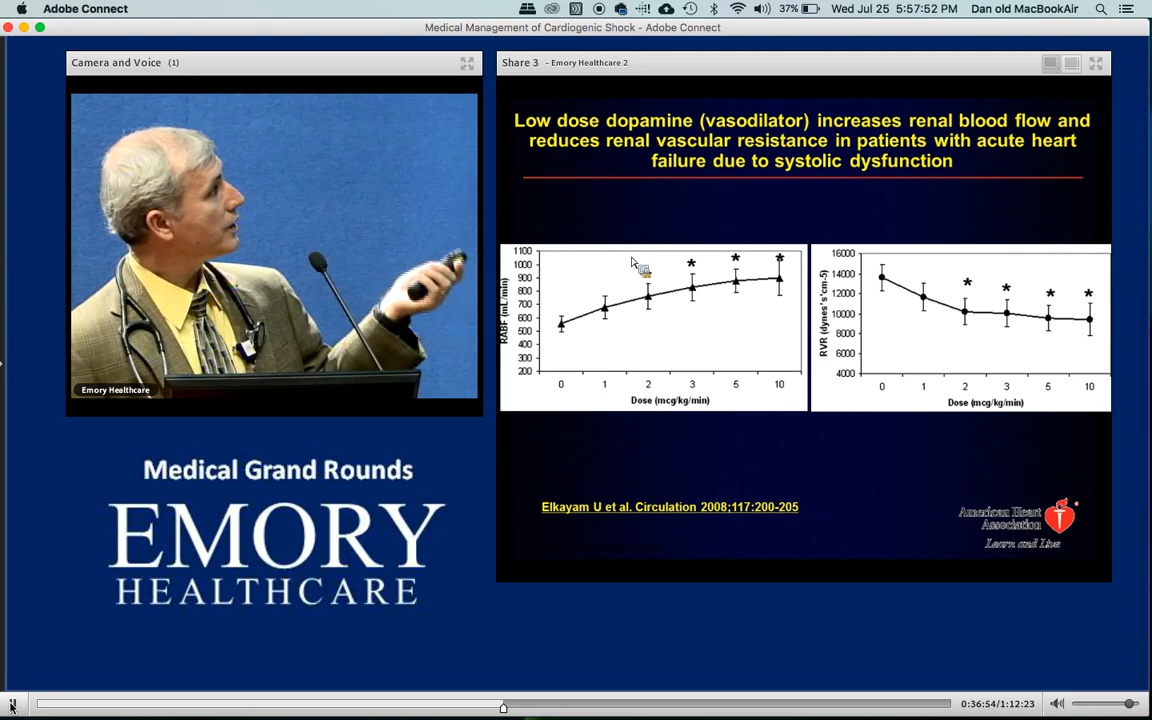 Adobe Connect
37%
Wed Jul 25 5:57:52 PM
Dan old MacBookAir
Medical Management of Cardiogenic Shock - Adobe Connect
Camera and Voice (1)
Emory Healthcare
Medical Grand Rounds
EMORY
HEALTHCARE
Share 3 - Emory Healthcare 2
Low dose dopamine (vasodilator) increases renal blood flow and
reduces renal vascular resistance in patients with acute heart
failure due to systolic dysfunction
RABF (mL/min)
1100
1000
900
800
700
600
500
400
300
200
* * *
0 1 2 3 5 10
Dose (mcg/kg/min)
RVR (dynes*s*cm-5)
16000
14000
12000
10000
8000
6000
4000
* * * *
0 1 2 3 5 10
Dose (mcg/kg/min)
Elkayam U et al. Circulation 2008;117:200-205
American Heart
Association
Learn and Live
0:36:54/1:12:23